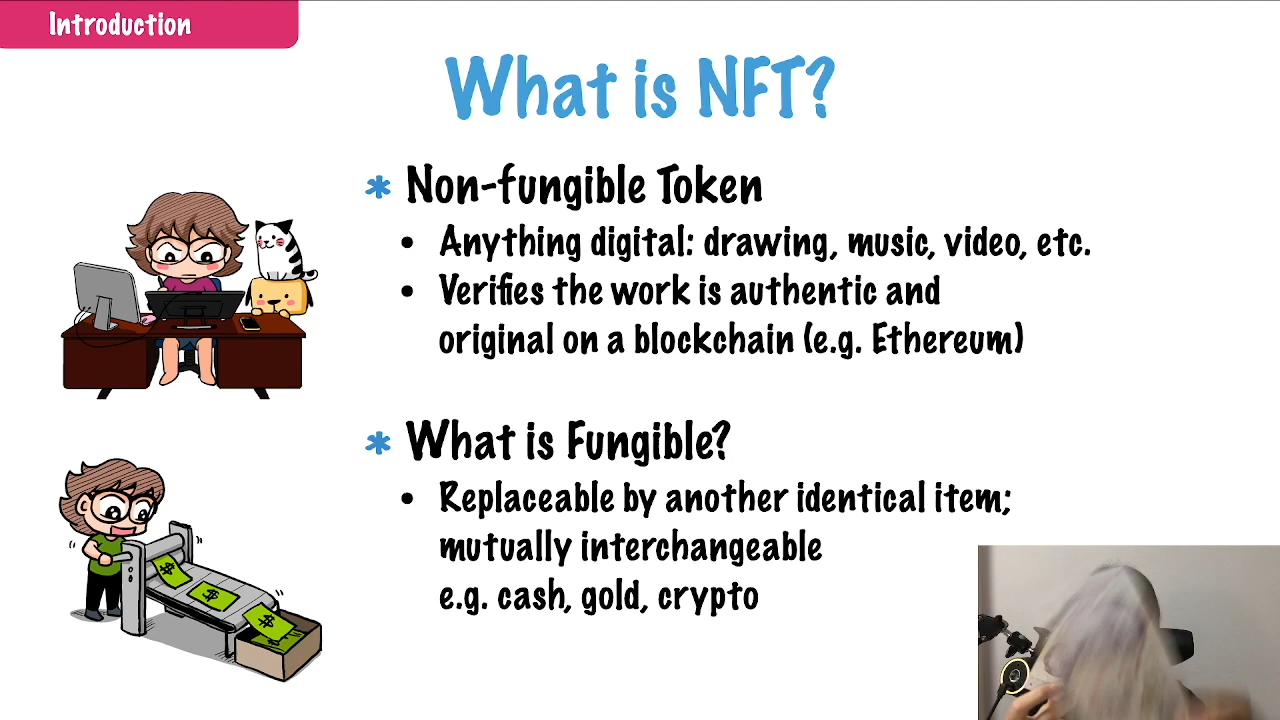 Introduction
What is NFT?
* Non-fungible Token
• Anything digital: drawing, music, video, etc.
• Verifies the work is authentic and
original on a blockchain (e.g. Ethereum)
* What is Fungible?
• Replaceable by another identical item;
mutually interchangeable
e.g. cash, gold, crypto
$
$
$